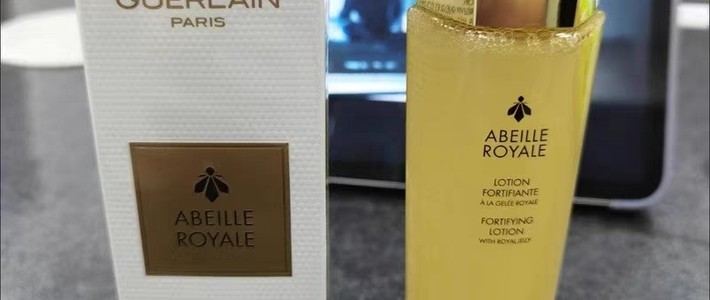 GUERLAIN
PARIS
ABEILLE
ROYALE
ABEILLE
ROYALE
LOTION
FORTIFIANTE
À LA GELÉE ROYALE
FORTIFYING
LOTION
WITH ROYAL JELLY